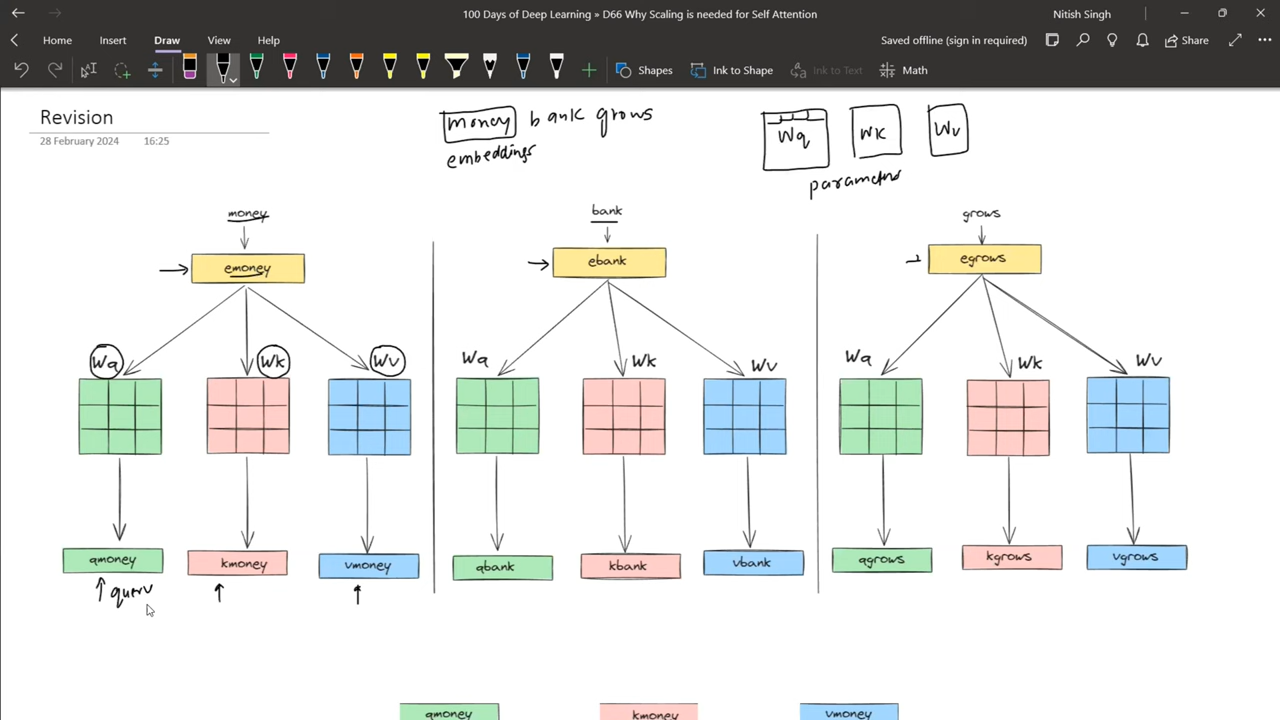 100 Days of Deep Learning » D66 Why Scaling is needed for Self Attention
Nitish Singh
Home Insert Draw View Help
Saved offline (sign in required)
Share
Shapes
Ink to Shape
Ink to Text
Math
Revision
28 February 2024 16:25
money bank grows
embeddings
Wq Wk Wv
parameters
money bank grows
emoney ebank egrows
Wq Wk Wv Wq Wk Wv Wq Wk Wv
qmoney kmoney vmoney qbank kbank vbank qgrows kgrows vgrows
query
qmoney kmoney vmoney